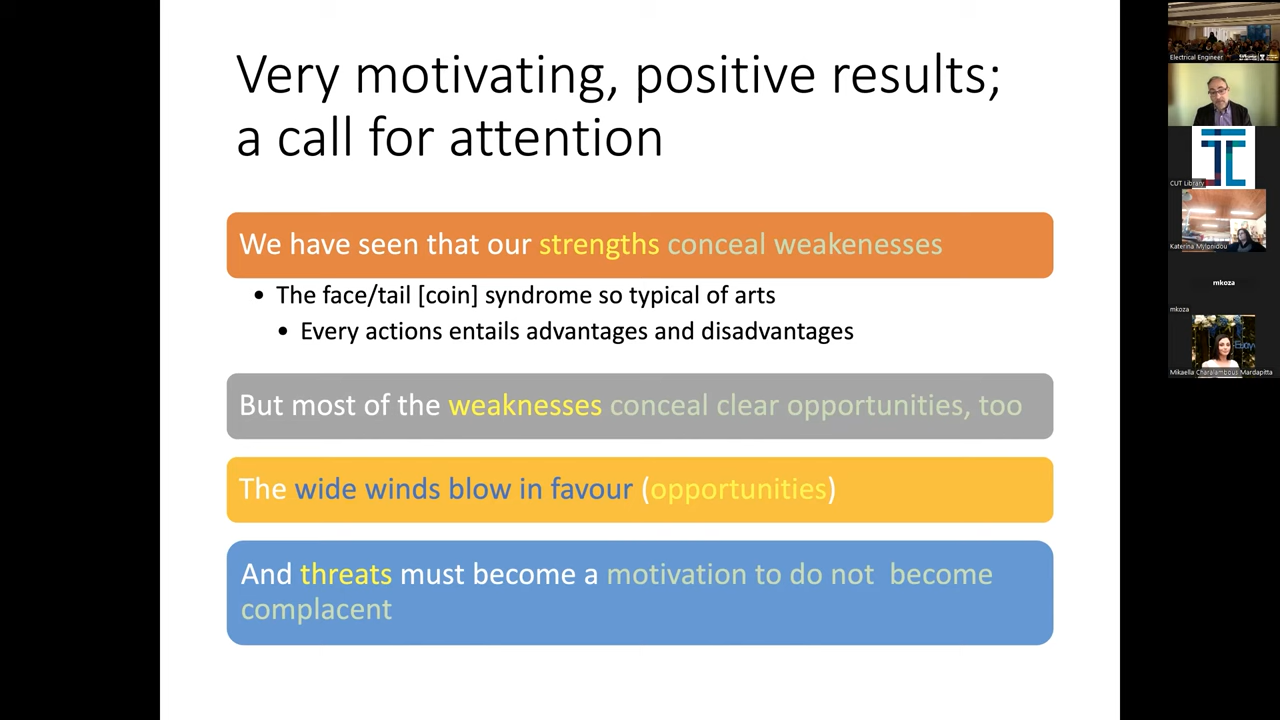 Very motivating, positive results;
a call for attention
We have seen that our strengths conceal weakenesses
• The face/tail [coin] syndrome so typical of arts
• Every actions entails advantages and disadvantages
But most of the weaknesses conceal clear opportunities, too
The wide winds blow in favour (opportunities)
And threats must become a motivation to do not become
complacent
Electrical Engineer
CUT Library
Katerina Mylonidou
mkoza
mkoza
Mikaella Charalambous Mardapitta